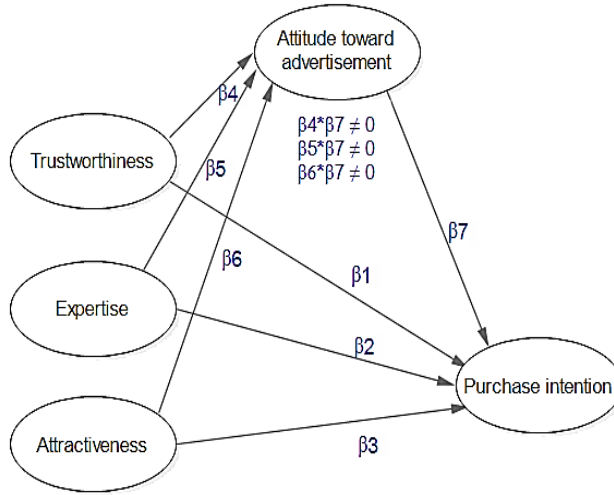 Attitude toward
advertisement
β4
β4*β7 ≠ 0
β5*β7 ≠ 0
β6*β7 ≠ 0
Trustworthiness
β5
β7
β6
β1
Expertise
β2
Purchase intention
Attractiveness
β3